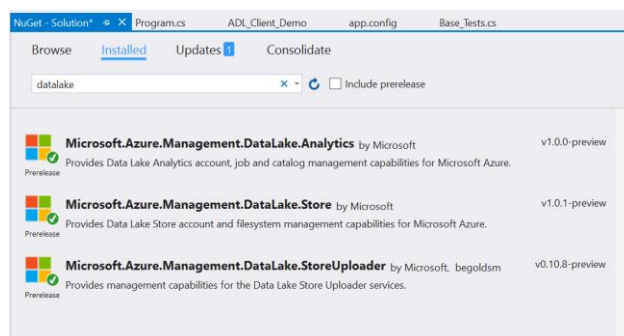 NuGet - Solution* Program.cs ADL_Client_Demo app.config Base_Tests.cs
Browse Installed Updates 1 Consolidate
datalake Include prerelease
Microsoft.Azure.Management.DataLake.Analytics by Microsoft v1.0.0-preview
Provides Data Lake Analytics account, job and catalog management capabilities for Microsoft Azure.
Prerelease
Microsoft.Azure.Management.DataLake.Store by Microsoft v1.0.1-preview
Provides Data Lake Store account and filesystem management capabilities for Microsoft Azure.
Prerelease
Microsoft.Azure.Management.DataLake.StoreUploader by Microsoft, begoldsm v0.10.8-preview
Provides management capabilities for the Data Lake Store Uploader services.
Prerelease